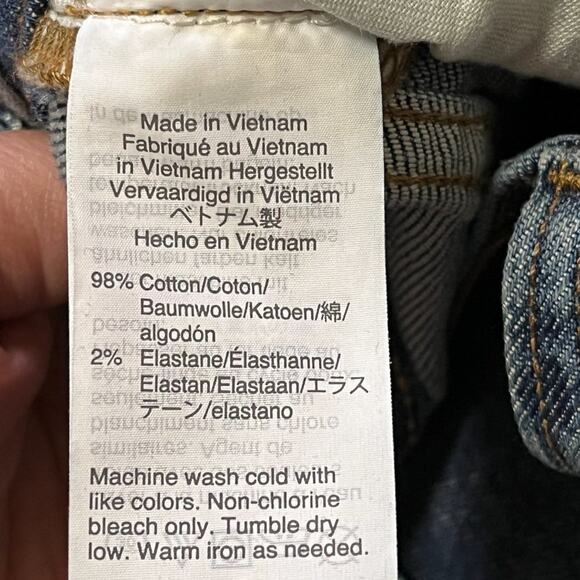 Made in Vietnam
Fabriqué au Vietnam
in Vietnam Hergestellt
Vervaardigd in Viëtnam
ベトナム製
Hecho en Vietnam
98% Cotton/Coton/
Baumwolle/Katoen/綿/
algodón
2% Elastane/Élasthanne/
Elastan/Elastaan/エラス
テーン/elastano
Machine wash cold with
like colors. Non-chlorine
bleach only. Tumble dry
low. Warm iron as needed.